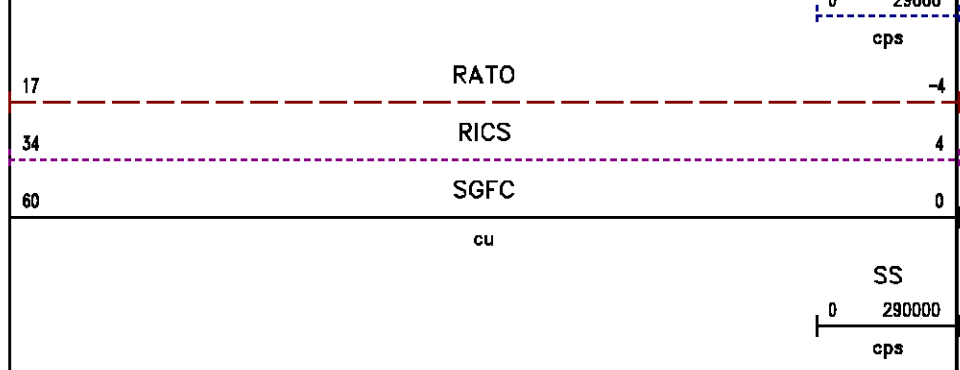 cps
RATO
17 -4
RICS
34 4
SGFC
60 0
cu
SS
0 290000
cps